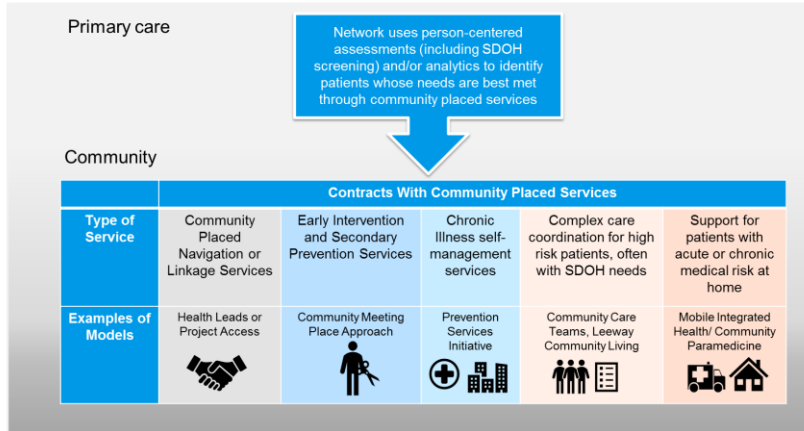 Primary care
Network uses person-centered
assessments (including SDOH
screening) and/or analytics to identify
patients whose needs are best met
through community placed services
Community
Contracts With Community Placed Services
Type of
Service
Community
Placed
Navigation or
Linkage Services
Early Intervention
and Secondary
Prevention Services
Chronic
Illness self-
management
services
Complex care
coordination for high
risk patients, often
with SDOH needs
Support for
patients with
acute or chronic
medical risk at
home
Examples of
Models
Health Leads or
Project Access
Community Meeting
Place Approach
Prevention
Services
Initiative
Community Care
Teams, Leeway
Community Living
Mobile Integrated
Health/ Community
Paramedicine